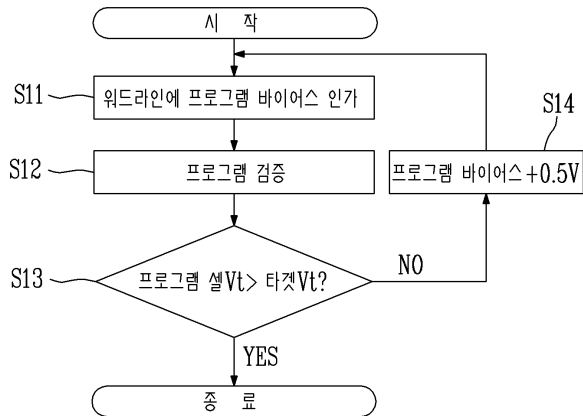 시 작
S11
워드라인에 프로그램 바이어스 인가
S14
S12
프로그램 검증
프로그램 바이어스+0.5V
S13
프로그램 셀Vt> 타겟Vt?
NO
YES
종 료